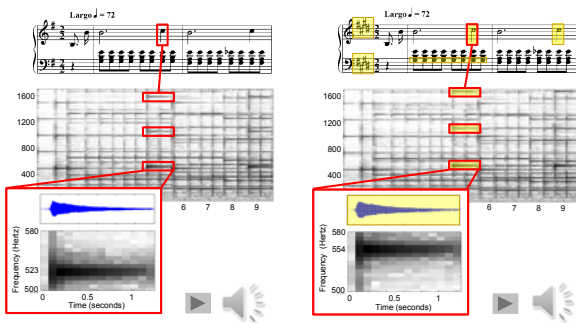 Largo ♩ = 72
1600
1200
800
400
6 7 8 9
580
523
500
Frequency (Hertz)
0 0.5 1
Time (seconds)
Largo ♩ = 72
1600
1200
800
400
6 7 8 9
580
554
500
Frequency (Hertz)
0 0.5 1
Time (seconds)